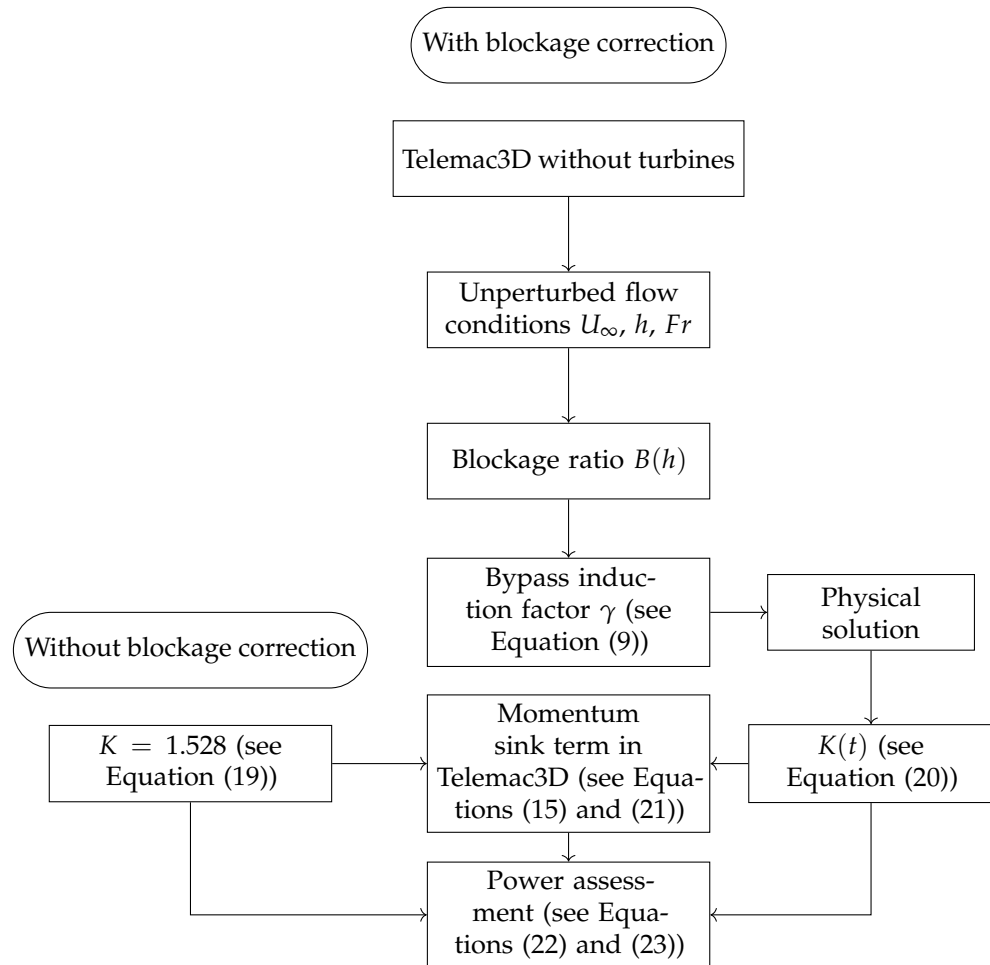 With blockage correction
Telemac3D without turbines
Unperturbed flow
conditions U∞, h, Fr
Blockage ratio B(h)
Bypass induc-
tion factor γ (see
Equation (9))
Physical
solution
Without blockage correction
K = 1.528 (see
Equation (19))
Momentum
sink term in
Telemac3D (see Equa-
tions (15) and (21))
K(t) (see
Equation (20))
Power assess-
ment (see Equa-
tions (22) and (23))